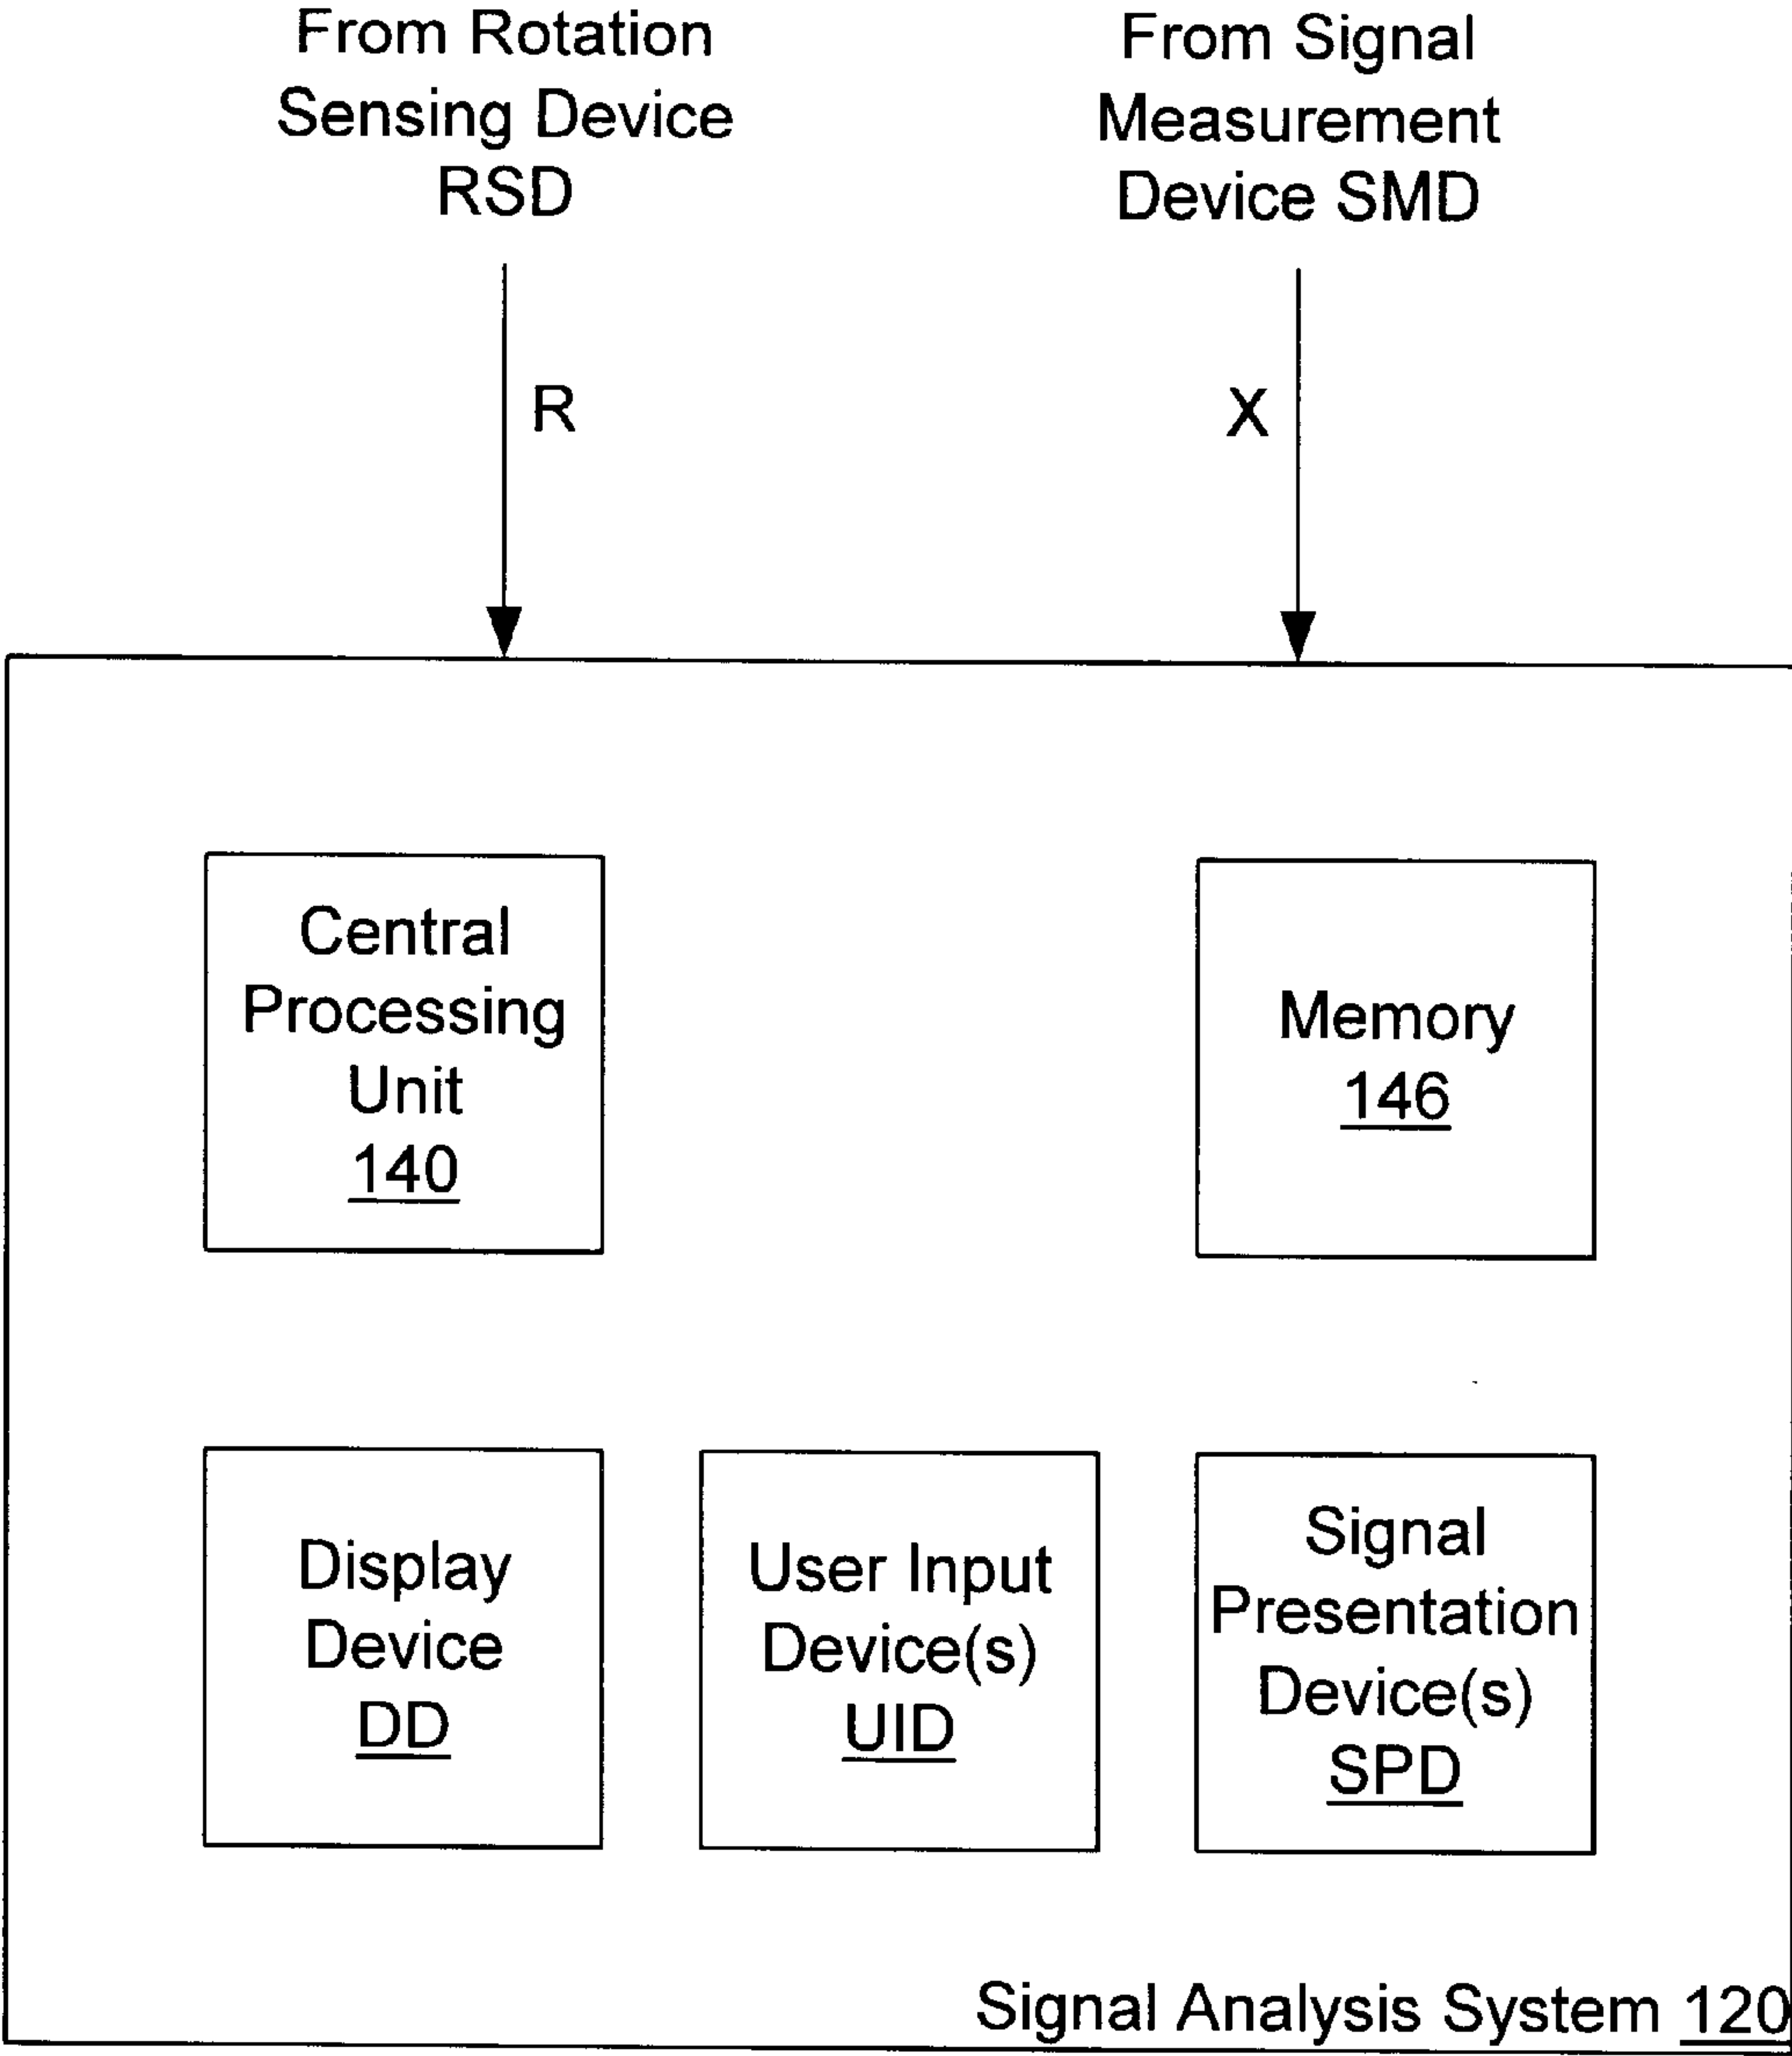 From Rotation
Sensing Device
RSD
From Signal
Measurement
Device SMD
R
X
Central
Processing
Unit
140
Memory
146
Display
Device
DD
User Input
Device(s)
UID
Signal
Presentation
Device(s)
SPD
Signal Analysis System 120